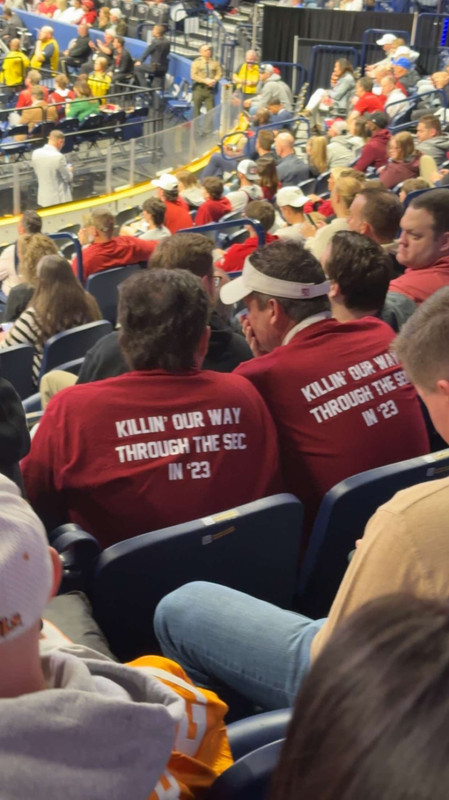 KILLIN' OUR WAY
THROUGH THE SEC
IN '23
KILLIN' OUR WAY
THROUGH THE SEC
IN '23